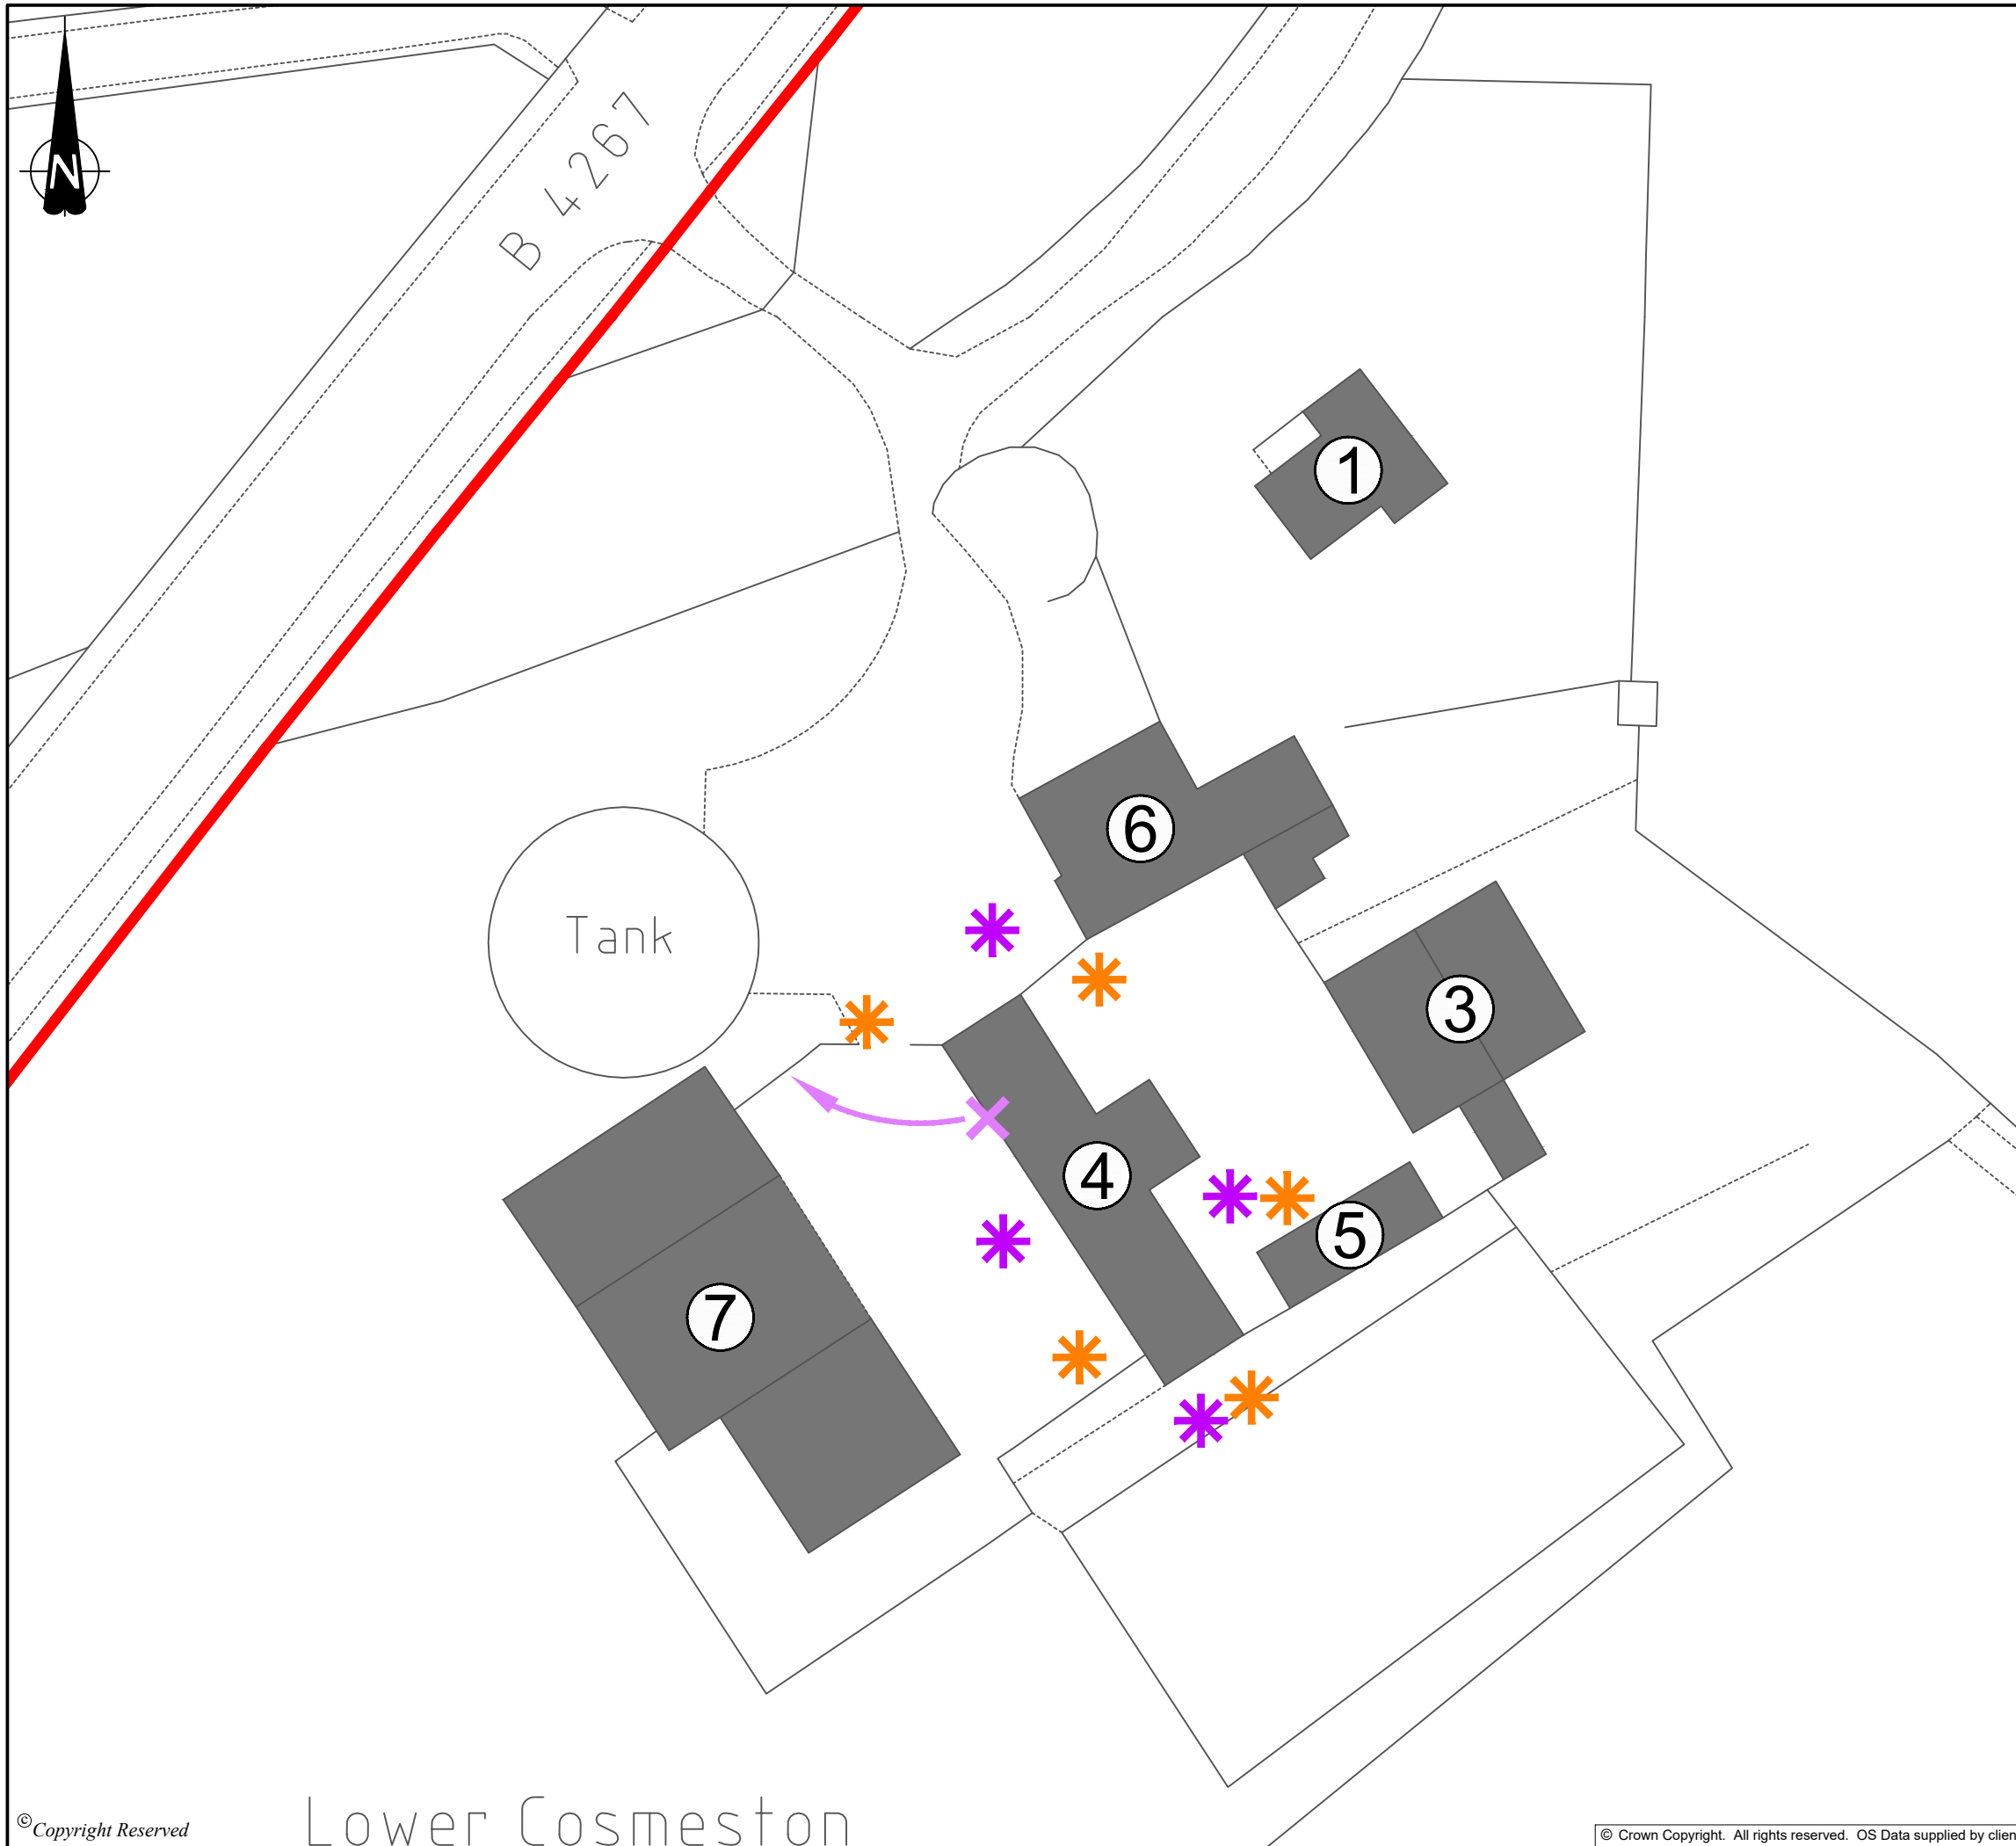 B 4267
N
1
6
Tank
3
4
5
7
Lower Cosmeston
© Copyright Reserved
© Crown Copyright. All rights reserved. OS Data supplied by